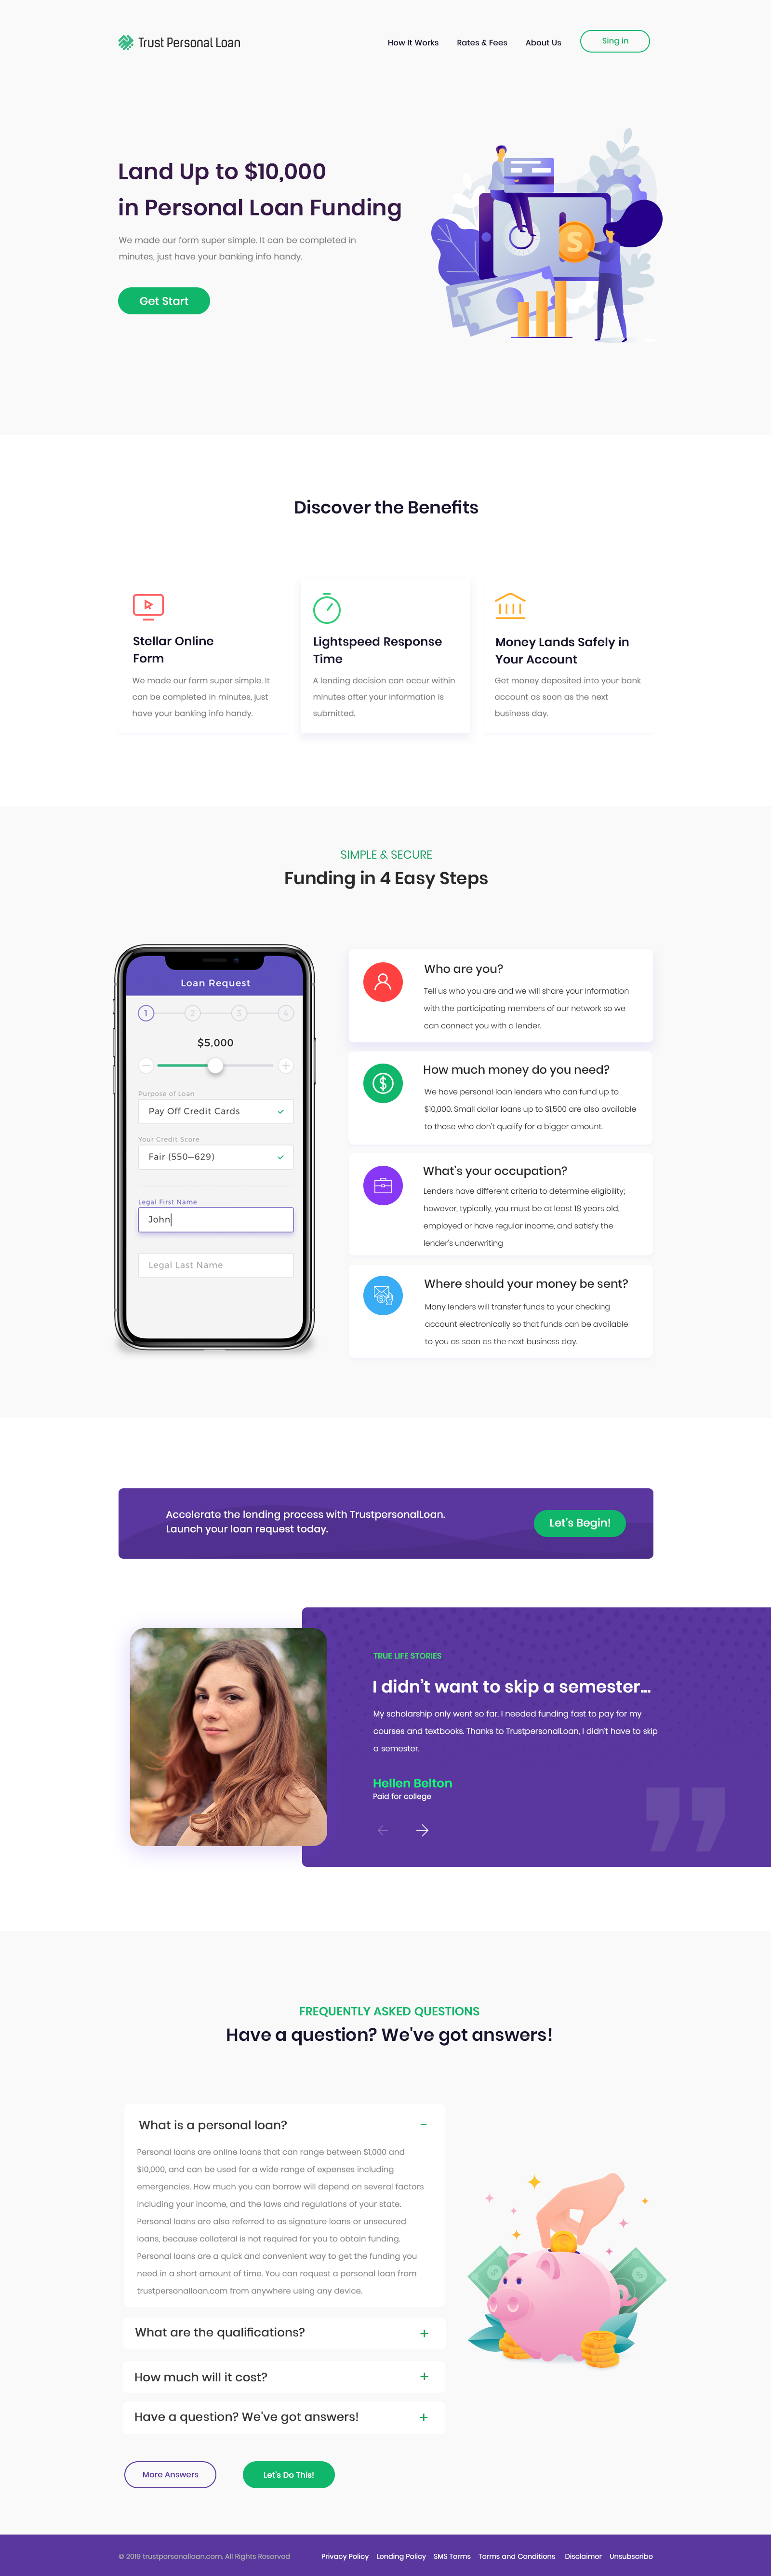 Trust Personal Loan
How It Works
Rates & Fees
About Us
Sing in
Land Up to $10,000
in Personal Loan Funding
We made our form super simple. It can be completed in
minutes, just have your banking info handy.
Get Start
S
Discover the Benefits
Stellar Online
Form
We made our form super simple. It
can be completed in minutes, just
have your banking info handy.
Lightspeed Response
Time
A lending decision can occur within
minutes after your information is
submitted.
Money Lands Safely in
Your Account
Get money deposited into your bank
account as soon as the next
business day.
SIMPLE & SECURE
Funding in 4 Easy Steps
Loan Request
1
2
3
4
$5,000
Purpose of Loan
Pay Off Credit Cards
Your Credit Score
Fair (550—629)
Legal First Name
John
Legal Last Name
Who are you?
Tell us who you are and we will share your information
with the participating members of our network so we
can connect you with a lender.
How much money do you need?
We have personal loan lenders who can fund up to
$10,000. Small dollar loans up to $1,500 are also available
to those who don't qualify for a bigger amount.
What's your occupation?
Lenders have different criteria to determine eligibility;
however, typically, you must be at least 18 years old,
employed or have regular income, and satisfy the
lender's underwriting
Where should your money be sent?
Many lenders will transfer funds to your checking
account electronically so that funds can be available
to you as soon as the next business day.
Accelerate the lending process with TrustpersonalLoan.
Launch your loan request today.
Let's Begin!
TRUE LIFE STORIES
I didn't want to skip a semester...
My scholarship only went so far. I needed funding fast to pay for my
courses and textbooks. Thanks to TrustpersonalLoan, I didn't have to skip
a semester.
Hellen Belton
Paid for college
FREQUENTLY ASKED QUESTIONS
Have a question? We've got answers!
What is a personal loan?
Personal loans are online loans that can range between $1,000 and
$10,000, and can be used for a wide range of expenses including
emergencies. How much you can borrow will depend on several factors
including your income, and the laws and regulations of your state.
Personal loans are also referred to as signature loans or unsecured
loans, because collateral is not required for you to obtain funding.
Personal loans are a quick and convenient way to get the funding you
need in a short amount of time. You can request a personal loan from
trustpersonalloan.com from anywhere using any device.
What are the qualifications?
How much will it cost?
Have a question? We've got answers!
More Answers
Let's Do This!
© 2019 trustpersonalloan.com. All Rights Reserved
Privacy Policy
Lending Policy
SMS Terms
Terms and Conditions
Disclaimer
Unsubscribe